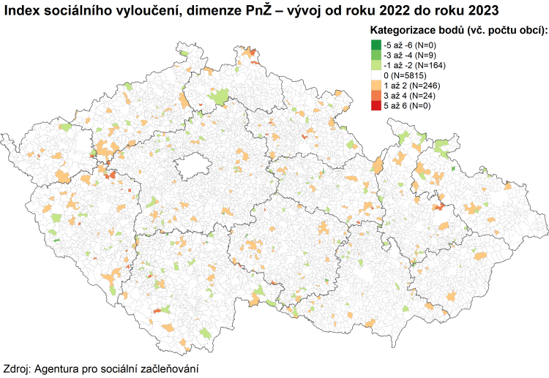 Index sociálního vyloučení, dimenze PnŽ – vývoj od roku 2022 do roku 2023
Kategorizace bodů (vč. počtu obcí):
-5 až -6 (N=0)
-3 až -4 (N=9)
-1 až -2 (N=164)
0 (N=5815)
1 až 2 (N=246)
3 až 4 (N=24)
5 až 6 (N=0)
Zdroj: Agentura pro sociální začleňování